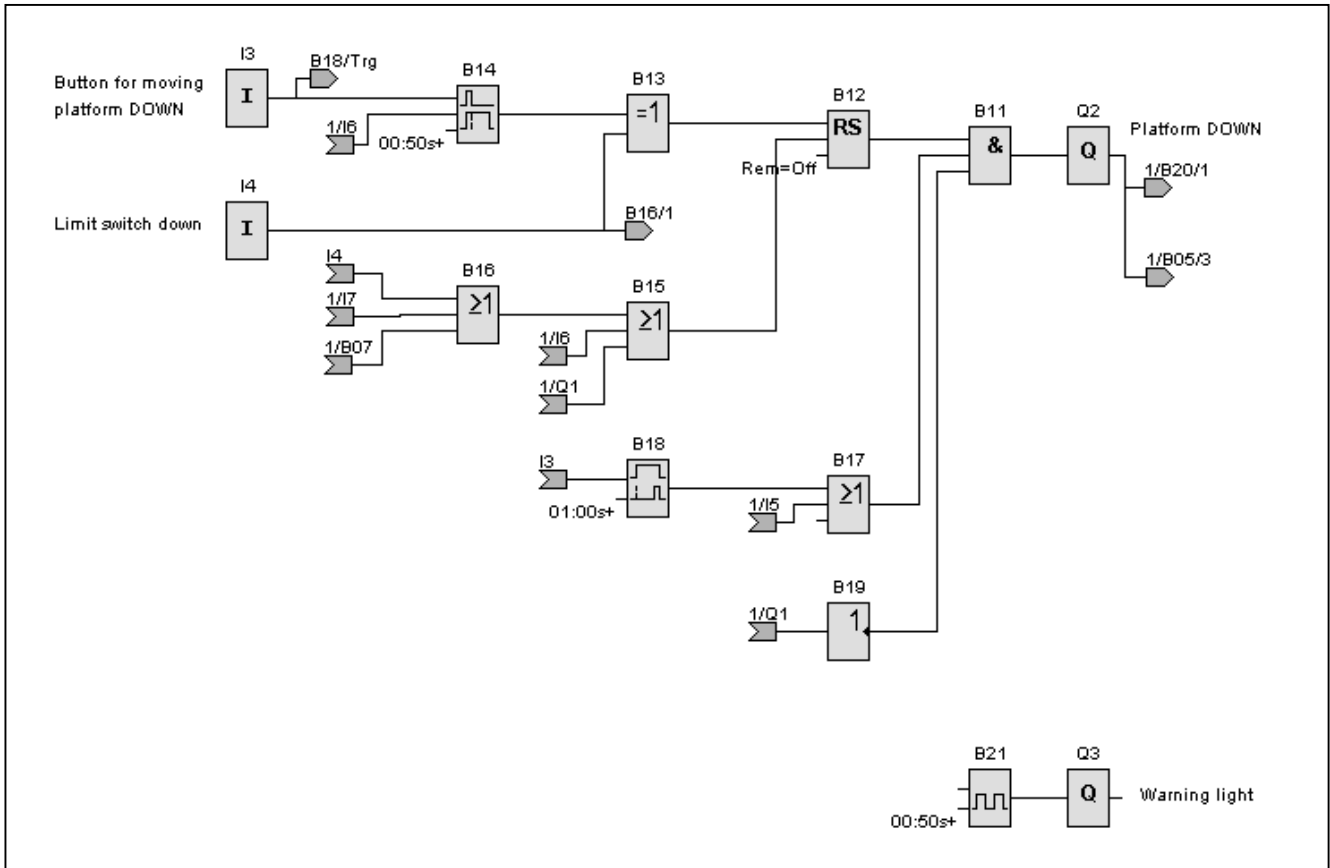 I3
B18/Trg
B14
B13
B12
B11
Q2
Button for moving
platform DOWN
I
=1
RS
&
Q
Platform DOWN
1/I6
00:50s+
Rem=Off
1/B20/1
I4
Limit switch down
I
B16/1
1/B05/3
I4
B16
B15
1/I7
≥1
≥1
1/I6
1/B07
1/Q1
B18
B17
I3
≥1
01:00s+
1/I5
B19
1/Q1
1
B21
Q3
Q
Warning light
00:50s+